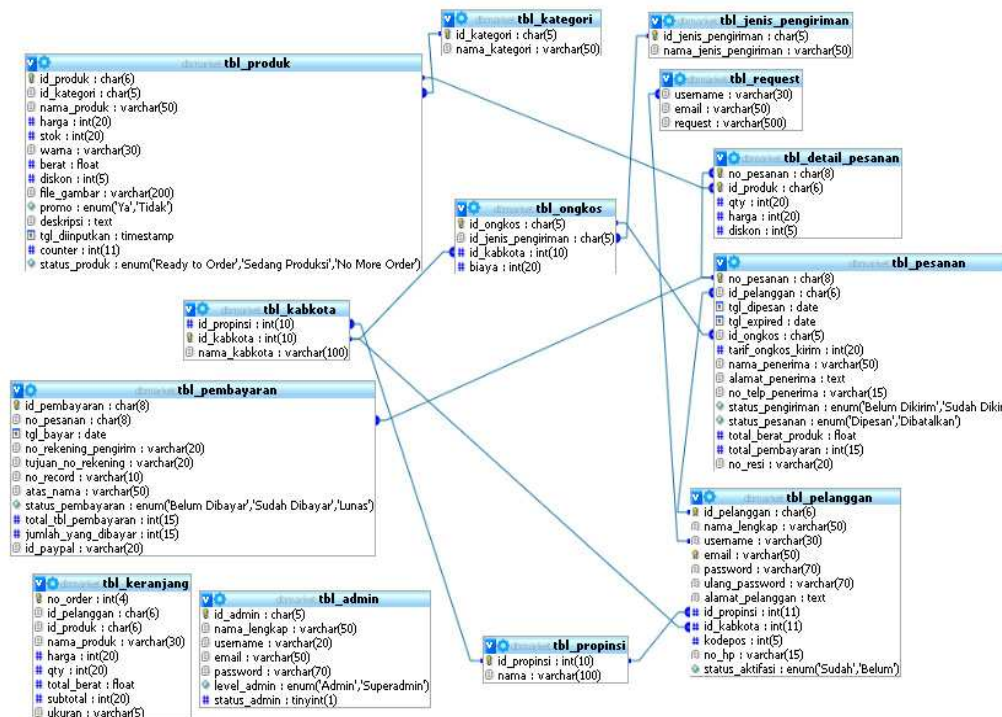 dbmarket tbl_kategori
id_kategori : char(5)
nama_kategori : varchar(50)
dbmarket tbl_jenis_pengiriman
id_jenis_pengiriman : char(5)
nama_jenis_pengiriman : varchar(50)
dbmarket tbl_produk
id_produk : char(6)
id_kategori : char(5)
nama_produk : varchar(50)
harga : int(20)
stok : int(20)
warna : varchar(30)
berat : float
diskon : int(5)
file_gambar : varchar(200)
promo : enum('Ya','Tidak')
deskripsi : text
tgl_diinputkan : timestamp
counter : int(11)
status_produk : enum('Ready to Order','Sedang Produksi','No More Order')
dbmarket tbl_request
username : varchar(30)
email : varchar(50)
request : varchar(500)
dbmarket tbl_detail_pesanan
no_pesanan : char(8)
id_produk : char(6)
qty : int(20)
harga : int(20)
diskon : int(5)
dbmarket tbl_ongkos
id_ongkos : char(5)
id_jenis_pengiriman : char(5)
id_kabkota : int(10)
biaya : int(20)
dbmarket tbl_pesanan
no_pesanan : char(8)
id_pelanggan : char(6)
tgl_dipesan : date
tgl_expired : date
id_ongkos : char(5)
tarif_ongkos_kirim : int(20)
nama_penerima : varchar(50)
alamat_penerima : text
no_telp_penerima : varchar(15)
status_pengiriman : enum('Belum Dikirim','Sudah Dikir
status_pesanan : enum('Dipesan','Dibatalkan')
total_berat_produk : float
total_pembayaran : int(15)
no_resi : varchar(20)
dbmarket tbl_kabkota
id_propinsi : int(10)
id_kabkota : int(10)
nama_kabkota : varchar(100)
dbmarket tbl_pembayaran
id_pembayaran : char(8)
no_pesanan : char(8)
tgl_bayar : date
no_rekening_pengirim : varchar(20)
tujuan_no_rekening : varchar(20)
no_record : varchar(10)
atas_nama : varchar(50)
status_pembayaran : enum('Belum Dibayar','Sudah Dibayar','Lunas')
total_tbl_pembayaran : int(15)
jumlah_yang_dibayar : int(15)
id_paypal : varchar(20)
dbmarket tbl_pelanggan
id_pelanggan : char(6)
nama_lengkap : varchar(50)
username : varchar(30)
email : varchar(50)
password : varchar(70)
ulang_password : varchar(70)
alamat_pelanggan : text
id_propinsi : int(11)
id_kabkota : int(11)
kodepos : int(5)
no_hp : varchar(15)
status_aktifasi : enum('Sudah','Belum')
dbmarket tbl_keranjang
no_order : int(4)
id_pelanggan : char(6)
id_produk : char(6)
nama_produk : varchar(30)
harga : int(20)
qty : int(20)
total_berat : float
subtotal : int(20)
ukuran : varchar(5)
dbmarket tbl_admin
id_admin : char(5)
nama_lengkap : varchar(50)
username : varchar(20)
email : varchar(50)
password : varchar(70)
level_admin : enum('Admin','Superadmin')
status_admin : tinyint(1)
dbmarket tbl_propinsi
id_propinsi : int(10)
nama : varchar(100)